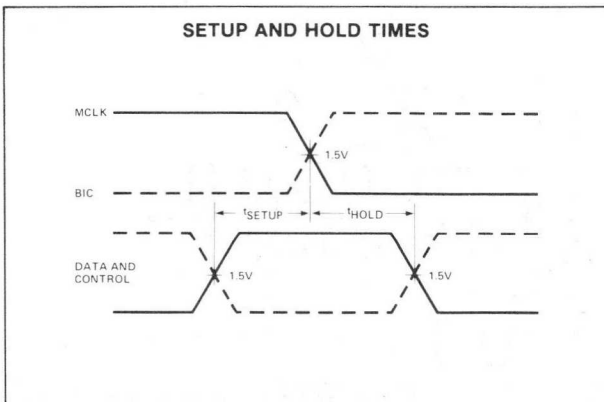 SETUP AND HOLD TIMES
MCLK
1.5V
BIC
tSETUP
tHOLD
DATA AND
CONTROL
1.5V
1.5V